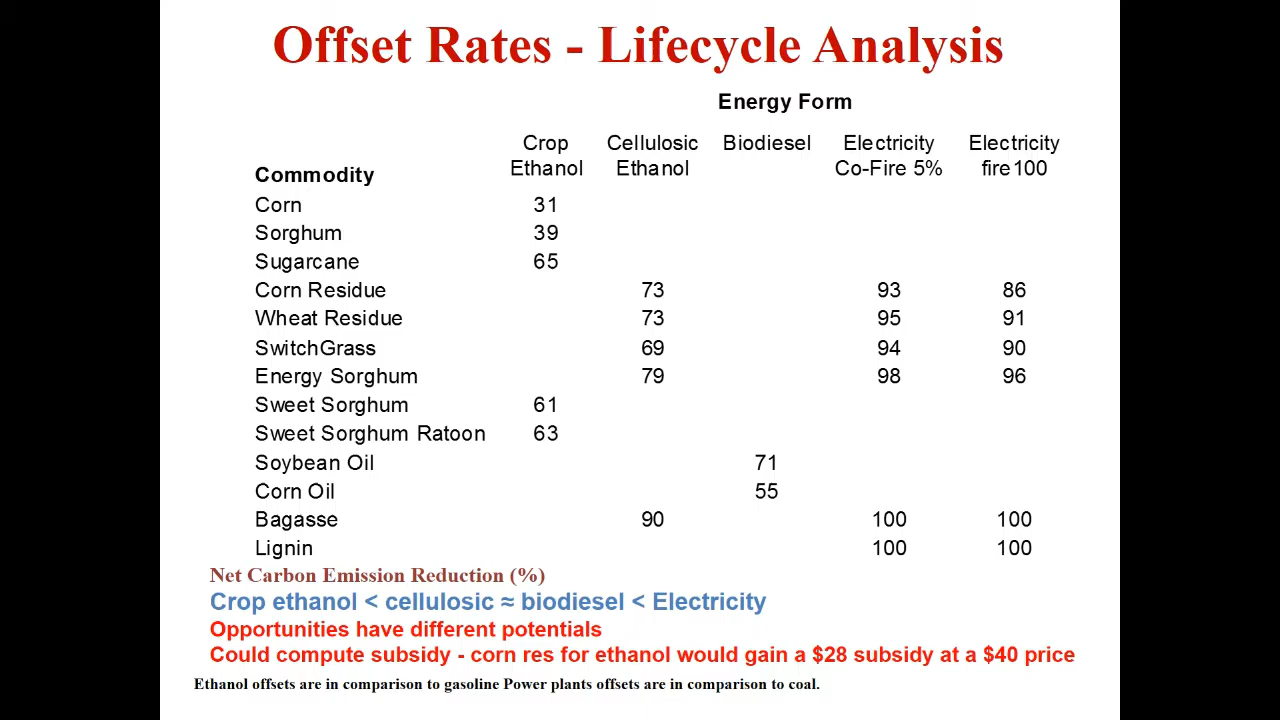 Offset Rates - Lifecycle Analysis
Energy Form
Commodity Crop Ethanol Cellulosic Ethanol Biodiesel Electricity Co-Fire 5% Electricity fire100
Corn 31
Sorghum 39
Sugarcane 65
Corn Residue 73 93 86
Wheat Residue 73 95 91
SwitchGrass 69 94 90
Energy Sorghum 79 98 96
Sweet Sorghum 61
Sweet Sorghum Ratoon 63
Soybean Oil 71
Corn Oil 55
Bagasse 90 100 100
Lignin 100 100
Net Carbon Emission Reduction (%)
Crop ethanol < cellulosic ≈ biodiesel < Electricity
Opportunities have different potentials
Could compute subsidy - corn res for ethanol would gain a $28 subsidy at a $40 price
Ethanol offsets are in comparison to gasoline Power plants offsets are in comparison to coal.